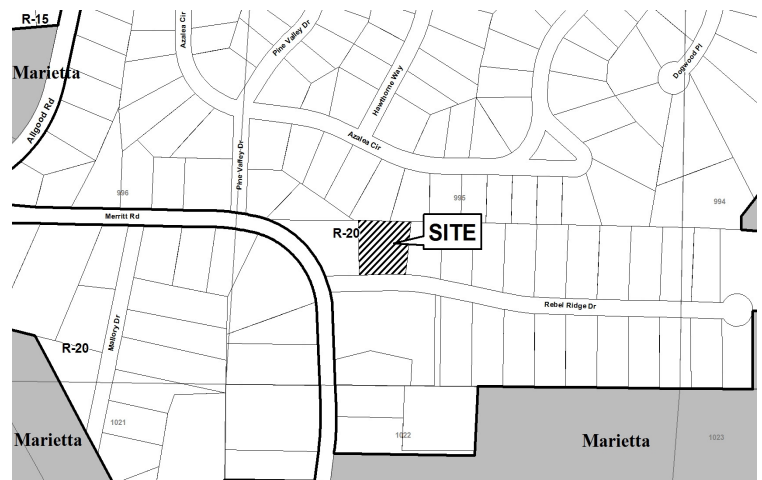 R-15
Marietta
Allgood Rd
Azalea Cir
Pine Valley Dr
Hawthorne Way
Dogwood Pl
Azalea Cir
Pine Valley Dr
996
995
994
Merritt Rd
R-20
SITE
Rebel Ridge Dr
Mallory Dr
R-20
1021
1022
1023
Marietta
Marietta